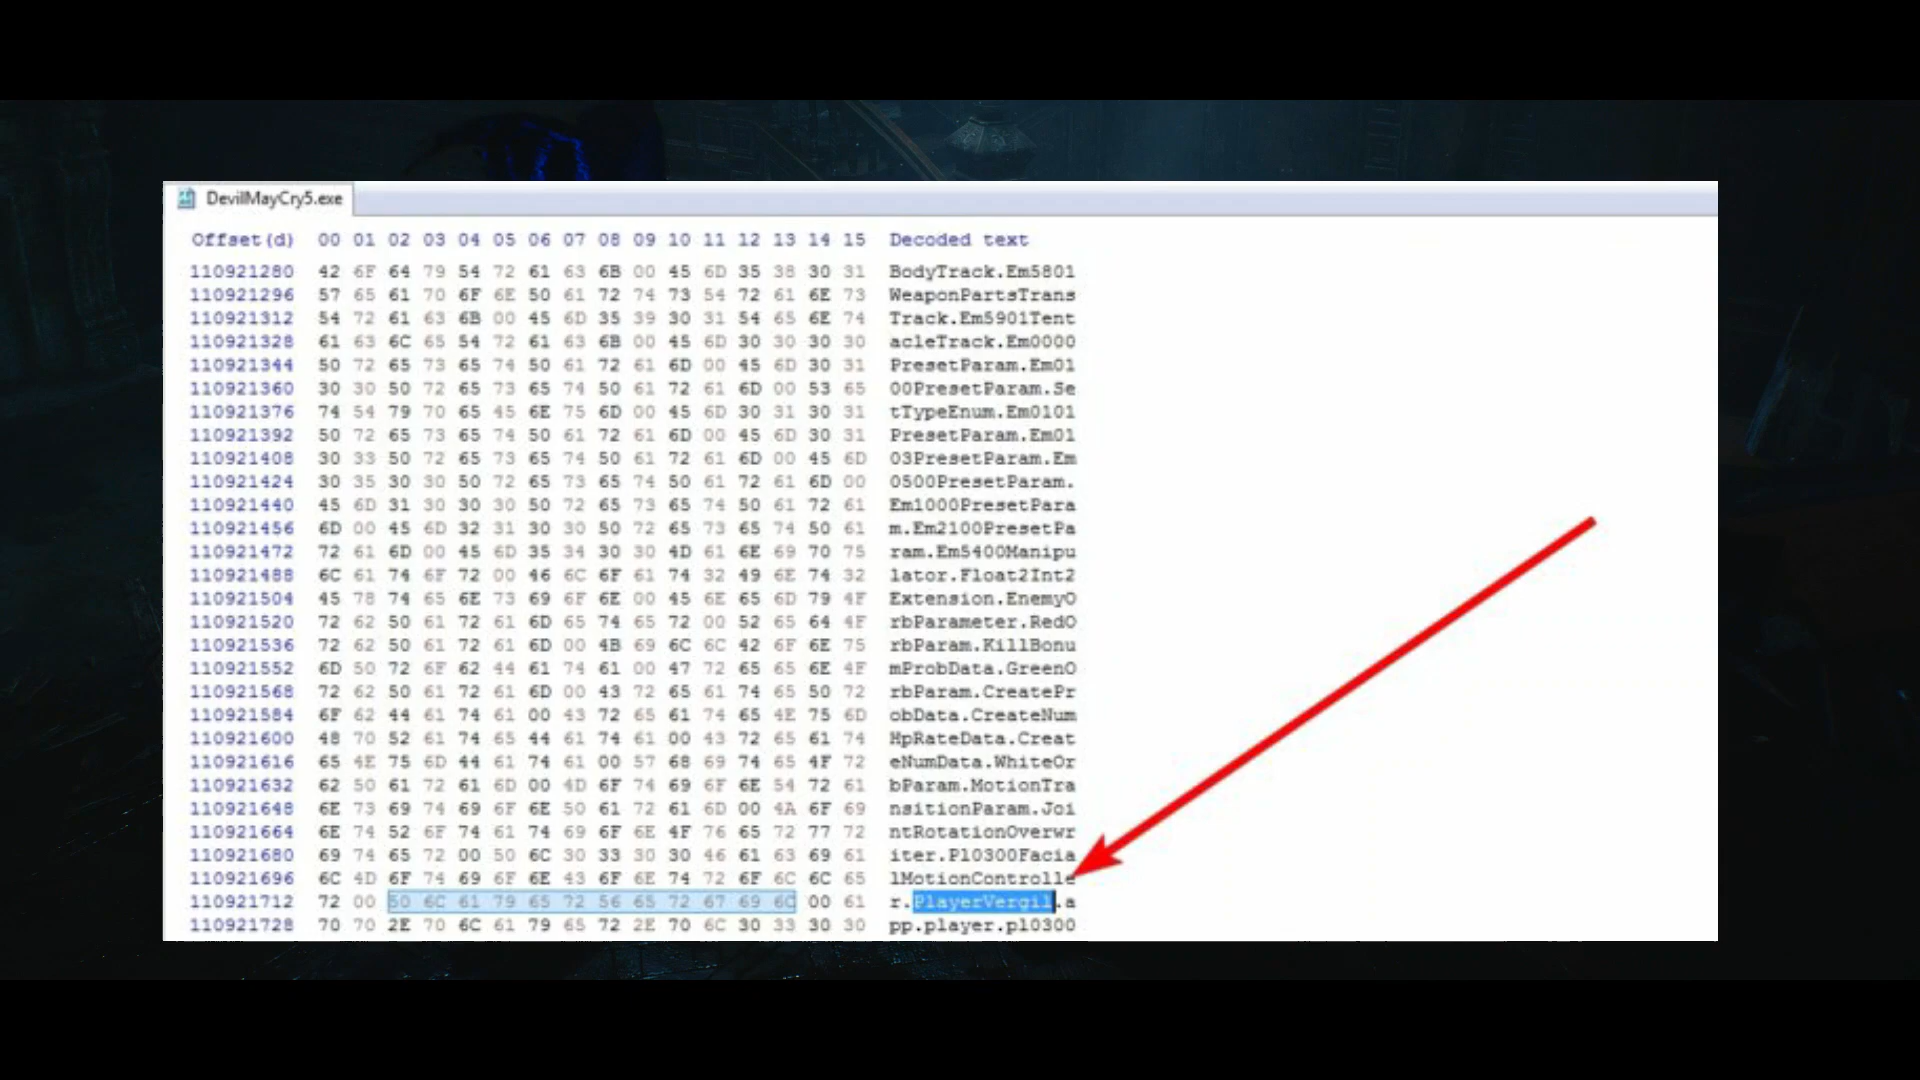 DevilMayCry5.exe
Offset(d) 00 01 02 03 04 05 06 07 08 09 10 11 12 13 14 15 Decoded text
110921280 42 6F 64 79 54 72 61 63 6B 00 45 6D 35 38 30 31 BodyTrack.Em5801
110921296 57 65 61 70 6F 6E 50 61 72 74 73 54 72 61 6E 73 WeaponPartsTrans
110921312 54 72 61 63 6B 00 45 6D 35 39 30 31 54 65 6E 74 Track.Em5901Tent
110921328 61 63 6C 65 54 72 61 63 6B 00 45 6D 30 30 30 30 acleTrack.Em0000
110921344 50 72 65 73 65 74 50 61 72 61 6D 00 45 6D 30 31 PresetParam.Em01
110921360 30 30 50 72 65 73 65 74 50 61 72 61 6D 00 53 65 00PresetParam.Se
110921376 74 54 79 70 65 45 6E 75 6D 00 45 6D 30 31 30 31 tTypeEnum.Em0101
110921392 50 72 65 73 65 74 50 61 72 61 6D 00 45 6D 30 31 PresetParam.Em01
110921408 30 33 50 72 65 73 65 74 50 61 72 61 6D 00 45 6D 03PresetParam.Em
110921424 30 35 30 30 50 72 65 73 65 74 50 61 72 61 6D 00 0500PresetParam.
110921440 45 6D 31 30 30 30 50 72 65 73 65 74 50 61 72 61 Em1000PresetPara
110921456 6D 00 45 6D 32 31 30 30 50 72 65 73 65 74 50 61 m.Em2100PresetPa
110921472 72 61 6D 00 45 6D 35 34 30 30 4D 61 6E 69 70 75 ram.Em5400Manipu
110921488 6C 61 74 6F 72 00 46 6C 6F 61 74 32 49 6E 74 32 lator.Float2Int2
110921504 45 78 74 65 6E 73 69 6F 6E 00 45 6E 65 6D 79 4F Extension.EnemyO
110921520 72 62 50 61 72 61 6D 65 74 65 72 00 52 65 64 4F rbParameter.RedO
110921536 72 62 50 61 72 61 6D 00 4B 69 6C 6C 42 6F 6E 75 rbParam.KillBonu
110921552 6D 50 72 6F 62 44 61 74 61 00 47 72 65 65 6E 4F mProbData.GreenO
110921568 72 62 50 61 72 61 6D 00 43 72 65 61 74 65 50 72 rbParam.CreatePr
110921584 6F 62 44 61 74 61 00 43 72 65 61 74 65 4E 75 6D obData.CreateNum
110921600 48 70 52 61 74 65 44 61 74 61 00 43 72 65 61 74 HpRateData.Creat
110921616 65 4E 75 6D 44 61 74 61 00 57 68 69 74 65 4F 72 eNumData.WhiteOr
110921632 62 50 61 72 61 6D 00 4D 6F 74 69 6F 6E 54 72 61 bParam.MotionTra
110921648 6E 73 69 74 69 6F 6E 50 61 72 61 6D 00 4A 6F 69 nsitionParam.Joi
110921664 6E 74 52 6F 74 61 74 69 6F 6E 4F 76 65 72 77 72 ntRotationOverwr
110921680 69 74 65 72 00 50 6C 30 33 30 30 46 61 63 69 61 iter.Pl0300Facia
110921696 6C 4D 6F 74 69 6F 6E 43 6F 6E 74 72 6F 6C 6C 65 lMotionControlle
110921712 72 00 50 6C 61 79 65 72 56 65 72 67 69 6C 00 61 r.PlayerVergil.a
110921728 70 70 2E 70 6C 61 79 65 72 2E 70 6C 30 33 30 30 pp.player.pl0300